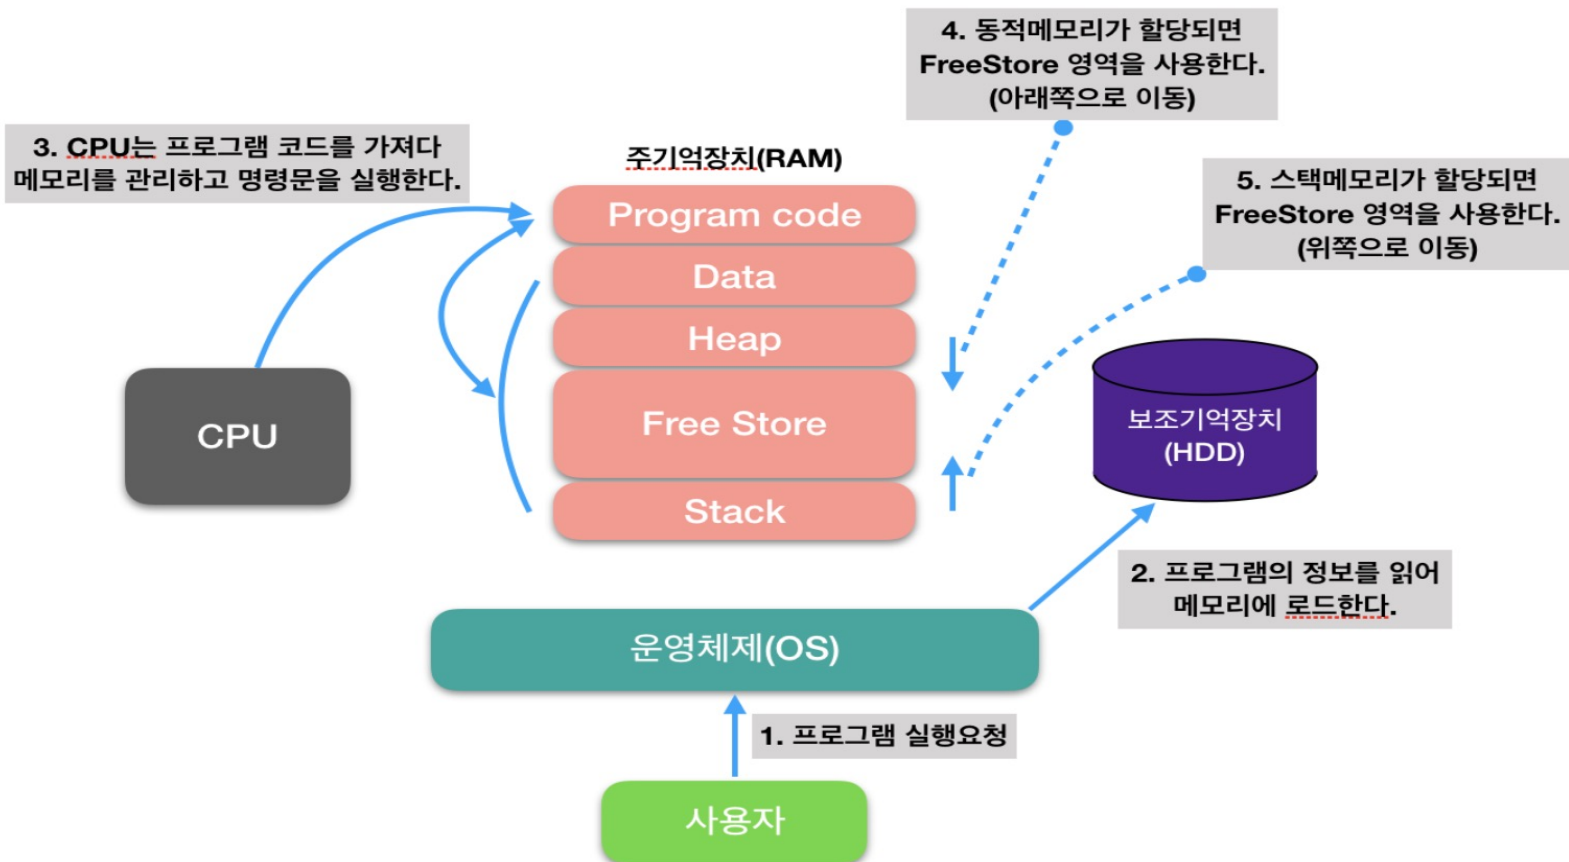 4. 동적메모리가 할당되면
FreeStore 영역을 사용한다.
(아래쪽으로 이동)
3. CPU는 프로그램 코드를 가져다
메모리를 관리하고 명령문을 실행한다.
주기억장치(RAM)
5. 스택메모리가 할당되면
FreeStore 영역을 사용한다.
(위쪽으로 이동)
Program code
Data
Heap
Free Store
Stack
CPU
보조기억장치
(HDD)
2. 프로그램의 정보를 읽어
메모리에 로드한다.
운영체제(OS)
1. 프로그램 실행요청
사용자